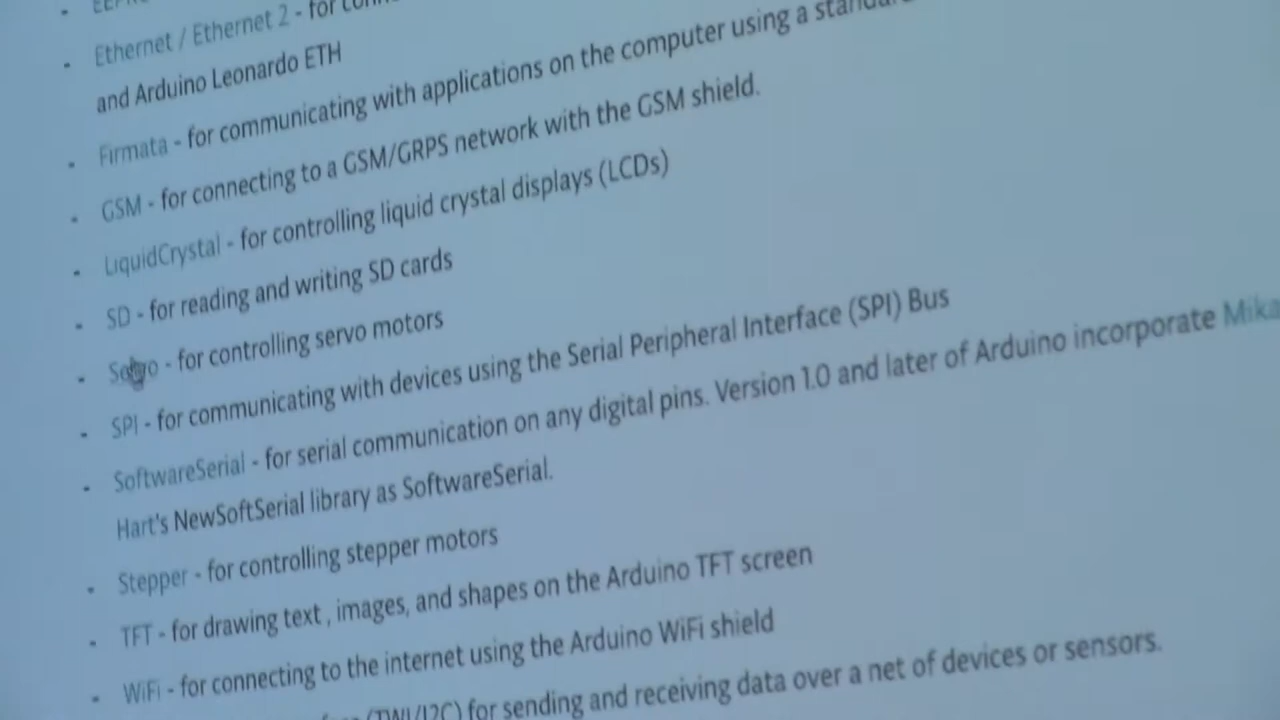 Ethernet / Ethernet 2 - for
and Arduino Leonardo ETH
Firmata - for communicating with applications on the computer using a
GSM - for connecting to a GSM/GRPS network with the GSM shield.
LiquidCrystal - for controlling liquid crystal displays (LCDs)
SD - for reading and writing SD cards
- for controlling servo motors
SPI - for communicating with devices using the Serial Peripheral Interface (SPI) Bus
SoftwareSerial - for serial communication on any digital pins. Version 1.0 and later of Arduino incorporate
Hart's NewSoftSerial library as SoftwareSerial.
Stepper - for controlling stepper motors
TFT - for drawing text , images, and shapes on the Arduino TFT screen
WiFi - for connecting to the internet using the Arduino WiFi shield
(TWI/I2C) for sending and receiving data over a net of devices or sensors.